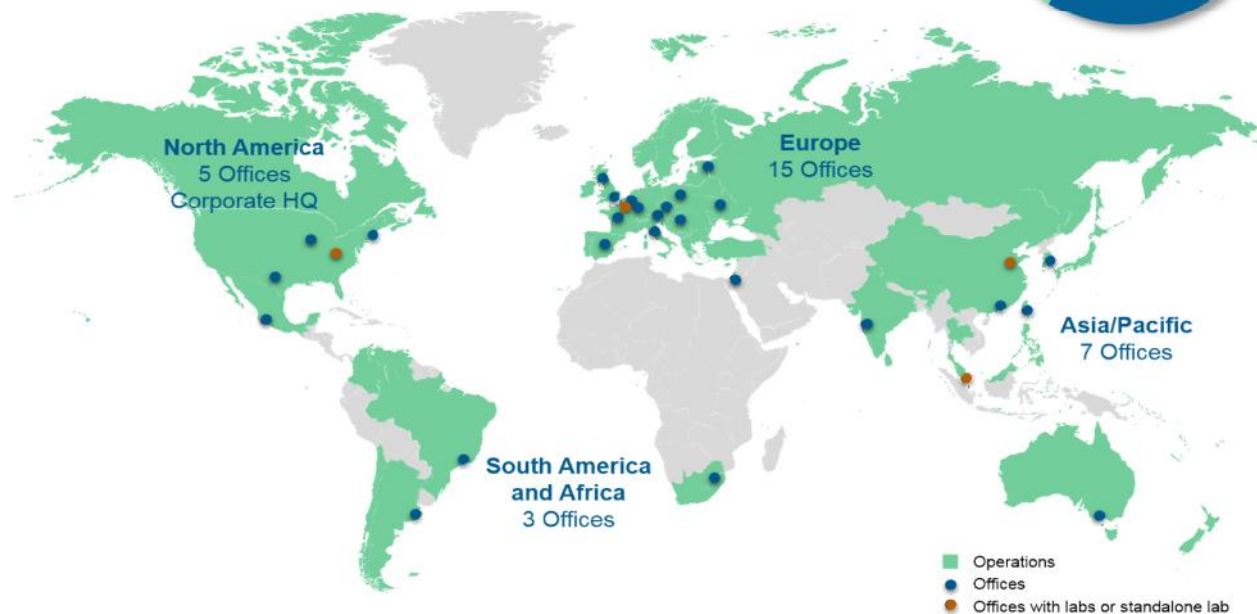 North America
5 Offices
Corporate HQ
Europe
15 Offices
Asia/Pacific
7 Offices
South America
and Africa
3 Offices
Operations
Offices
Offices with labs or standalone lab